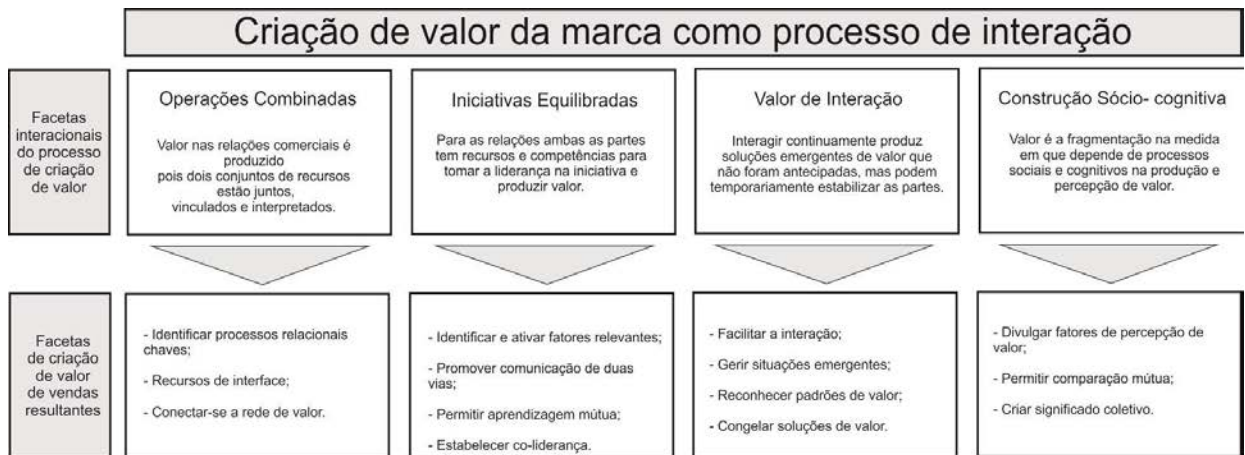 Criação de valor da marca como processo de interação
Facetas
interacionais
do processo
de criação
de valor
Operações Combinadas
Valor nas relações comerciais é
produzido
pois dois conjuntos de recursos
estão juntos,
vinculados e interpretados.
Iniciativas Equilibradas
Para as relações ambas as partes
tem recursos e competências para
tomar a liderança na iniciativa e
produzir valor.
Valor de Interação
Interagir continuamente produz
soluções emergentes de valor que
não foram antecipadas, mas podem
temporariamente estabilizar as partes.
Construção Sócio- cognitiva
Valor é a fragmentação na medida
em que depende de processos
sociais e cognitivos na produção e
percepção de valor.
Facetas
de criação
de valor
de vendas
resultantes
- Identificar processos relacionais
chaves;
- Recursos de interface;
- Conectar-se a rede de valor.
- Identificar e ativar fatores relevantes;
- Promover comunicação de duas
vias;
- Permitir aprendizagem mútua;
- Estabelecer co-liderança.
- Facilitar a interação;
- Gerir situações emergentes;
- Reconhecer padrões de valor;
- Congelar soluções de valor.
- Divulgar fatores de percepção de
valor;
- Permitir comparação mútua;
- Criar significado coletivo.